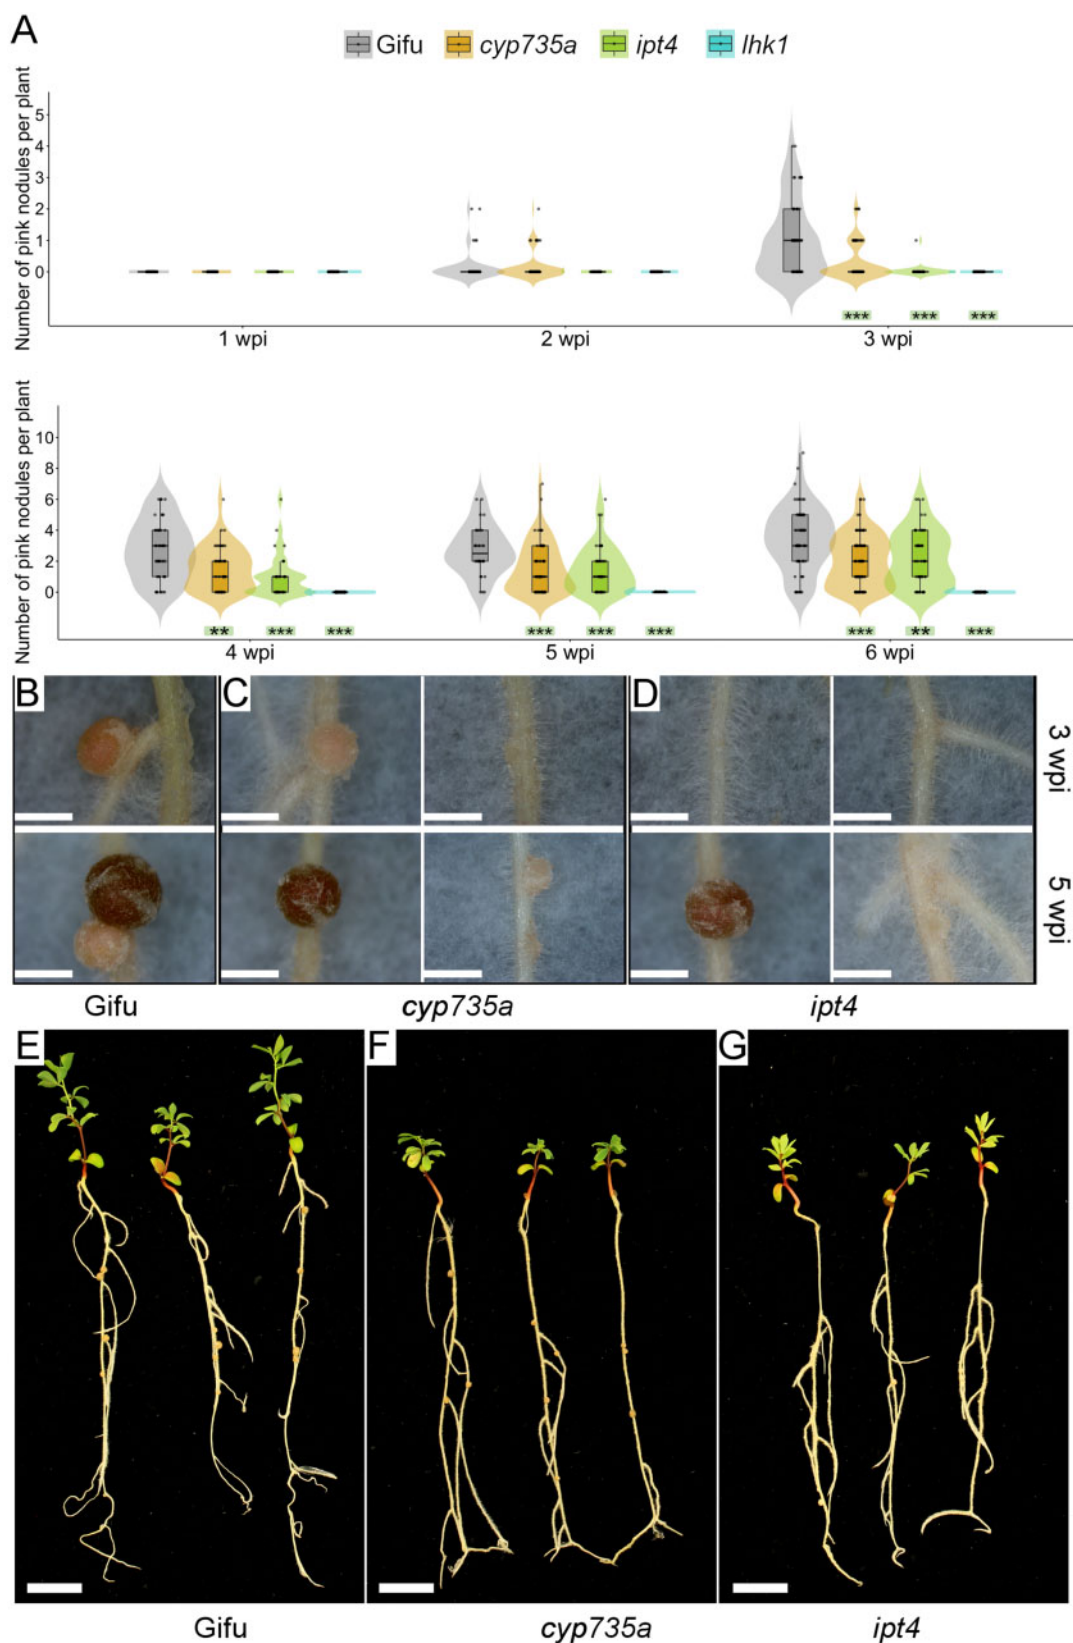 A
Gifu cyp735a ipt4 lhk1
Number of pink nodules per plant
5
4
3
2
1
0
*** *** ***
1 wpi 2 wpi 3 wpi
Number of pink nodules per plant
10
8
6
4
2
0
** *** *** *** *** *** *** ** ***
4 wpi 5 wpi 6 wpi
B C D
3 wpi
5 wpi
Gifu cyp735a ipt4
E F G
Gifu cyp735a ipt4